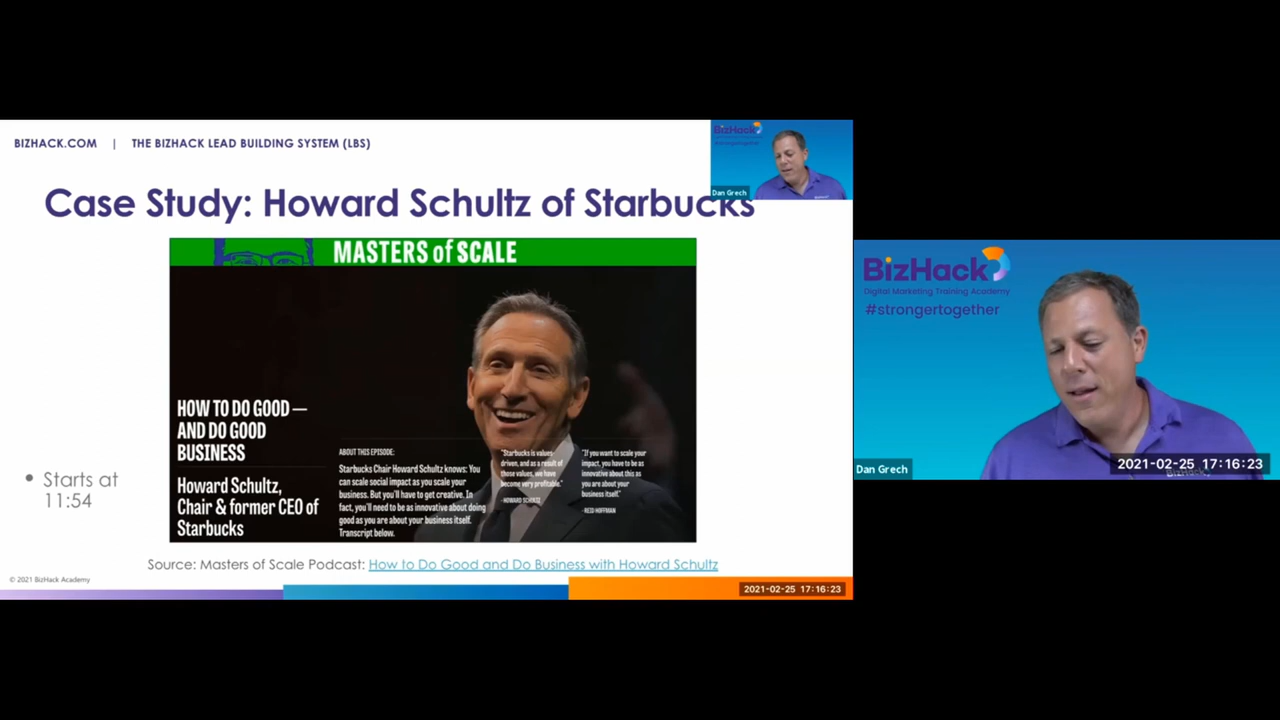 BIZHACK.COM | THE BIZHACK LEAD BUILDING SYSTEM (LBS)
BizHack
#strongertogether
Dan Grech
Case Study: Howard Schultz of Starbucks
MASTERS of SCALE
HOW TO DO GOOD —
AND DO GOOD
BUSINESS
Howard Schultz,
Chair & former CEO of
Starbucks
ABOUT THIS EPISODE:
Starbucks Chair Howard Schultz knows: You
can scale social impact as you scale your
business. But you'll have to get creative. In
fact, you'll need to be as innovative about doing
good as you are about your business itself.
Transcript below.
"Starbucks is values-
driven, and as a result of
those values, we have
become very profitable."
- HOWARD SCHULTZ
"If you want to scale your
impact, you have to be as
innovative about this as
you are about your
business itself."
- REID HOFFMAN
• Starts at
11:54
Source: Masters of Scale Podcast: How to Do Good and Do Business with Howard Schultz
© 2021 BizHack Academy
2021-02-25 17:16:23
BizHack
Digital Marketing Training Academy
#strongertogether
Dan Grech
BizHack
2021-02-25 17:16:23